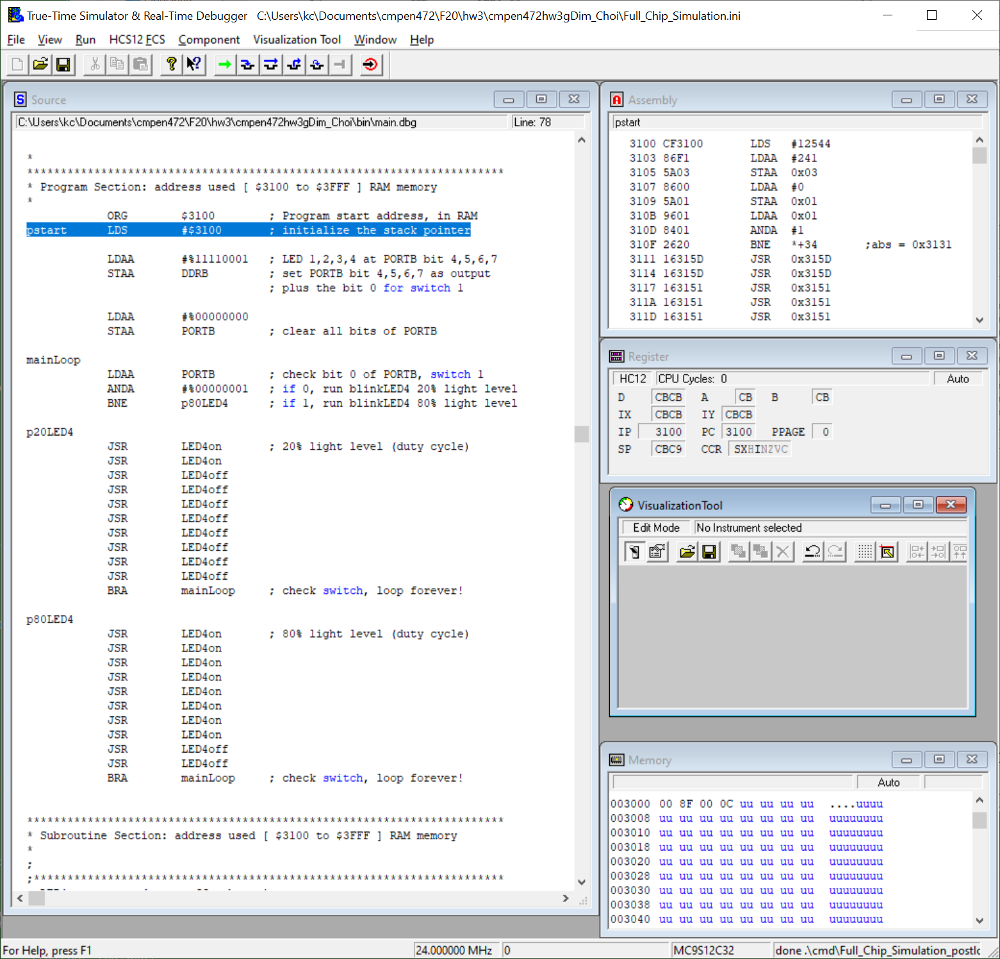 True-Time Simulator & Real-Time Debugger   C:\Users\kc\Documents\cmpen472\F20\hw3\cmpen472hw3gDim_Choi\Full_Chip_Simulation.ini
File View Run HCS12 FCS Component Visualization Tool Window Help
Source
C:\Users\kc\Documents\cmpen472\F20\hw3\cmpen472hw3gDim_Choi\bin\main.dbg Line: 78
*
***********************************************************************
* Program Section: address used [ $3100 to $3FFF ] RAM memory
*
            ORG        $3100        ; Program start address, in RAM
pstart      LDS        #$3100       ; initialize the stack pointer
            LDAA       #%11110001   ; LED 1,2,3,4 at PORTB bit 4,5,6,7
            STAA       DDRB         ; set PORTB bit 4,5,6,7 as output
                                    ; plus the bit 0 for switch 1
            LDAA       #%00000000
            STAA       PORTB        ; clear all bits of PORTB
mainLoop
            LDAA       PORTB        ; check bit 0 of PORTB, switch 1
            ANDA       #%00000001   ; if 0, run blinkLED4 20% light level
            BNE        p80LED4      ; if 1, run blinkLED4 80% light level
p20LED4
            JSR        LED4on       ; 20% light level (duty cycle)
            JSR        LED4on
            JSR        LED4off
            JSR        LED4off
            JSR        LED4off
            JSR        LED4off
            JSR        LED4off
            JSR        LED4off
            JSR        LED4off
            JSR        LED4off
            BRA        mainLoop     ; check switch, loop forever!
p80LED4
            JSR        LED4on       ; 80% light level (duty cycle)
            JSR        LED4on
            JSR        LED4on
            JSR        LED4on
            JSR        LED4on
            JSR        LED4on
            JSR        LED4on
            JSR        LED4on
            JSR        LED4off
            JSR        LED4off
            BRA        mainLoop     ; check switch, loop forever!
***********************************************************************
* Subroutine Section: address used [ $3100 to $3FFF ] RAM memory
*
;
;**********************************************************************
Assembly
pstart
3100 CF3100       LDS   #12544
3103 86F1         LDAA  #241
3105 5A03         STAA  0x03
3107 8600         LDAA  #0
3109 5A01         STAA  0x01
310B 9601         LDAA  0x01
310D 8401         ANDA  #1
310F 2620         BNE   *+34       ;abs = 0x3131
3111 16315D       JSR   0x315D
3114 16315D       JSR   0x315D
3117 163151       JSR   0x3151
311A 163151       JSR   0x3151
311D 163151       JSR   0x3151
Register
HC12 CPU Cycles: 0 Auto
D CBCB A CB B CB
IX CBCB IY CBCB
IP 3100 PC 3100 PPAGE 0
SP CBC9 CCR SXHINZVC
VisualizationTool
Edit Mode No Instrument selected
Memory
Auto
003000 00 8F 00 0C uu uu uu uu ....uuuu
003008 uu uu uu uu uu uu uu uu uuuuuuuu
003010 uu uu uu uu uu uu uu uu uuuuuuuu
003018 uu uu uu uu uu uu uu uu uuuuuuuu
003020 uu uu uu uu uu uu uu uu uuuuuuuu
003028 uu uu uu uu uu uu uu uu uuuuuuuu
003030 uu uu uu uu uu uu uu uu uuuuuuuu
003038 uu uu uu uu uu uu uu uu uuuuuuuu
003040 uu uu uu uu uu uu uu uu uuuuuuuu
For Help, press F1 24.000000 MHz 0 MC9S12C32 done .\cmd\Full_Chip_Simulation_postlc